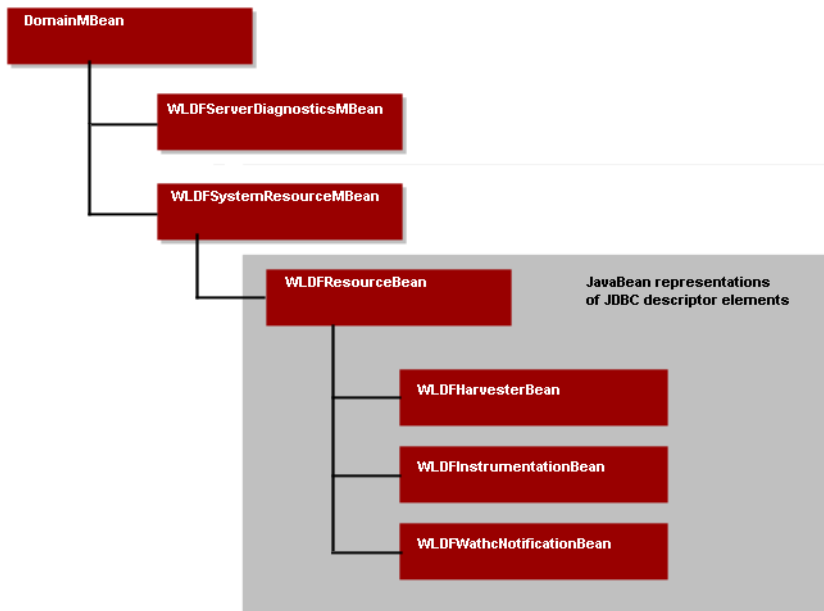 DomainMBean
WLDFServerDiagnosticsMBean
WLDFSystemResourceMBean
WLDFResourceBean
JavaBean representations
of JDBC descriptor elements
WLDFHarvesterBean
WLDFInstrumentationBean
WLDFWathcNotificationBean